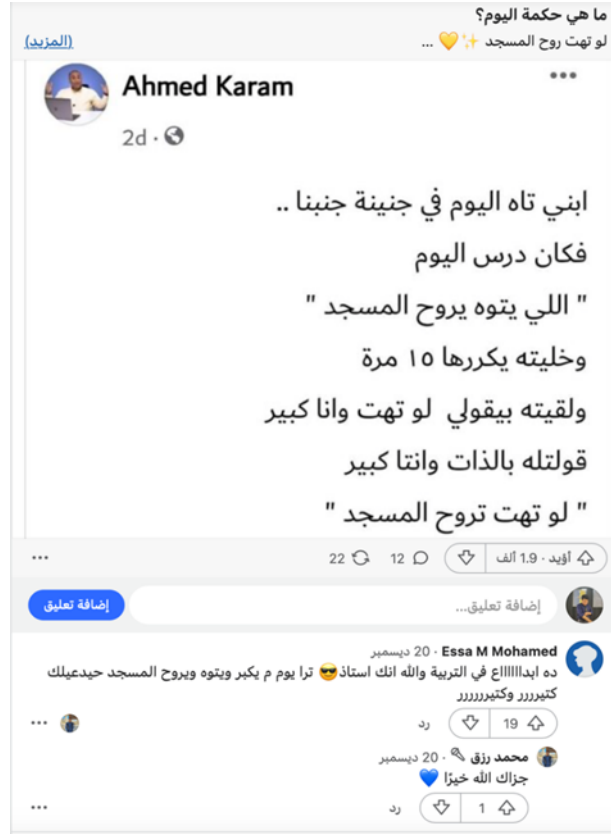 ما هي حكمة اليوم؟
لو تهت روح المسجد ✨💛 ... (المزيد)
Ahmed Karam
2d ·
ابني تاه اليوم في جنينة جنبنا ..
فكان درس اليوم
" اللي يتوه يروح المسجد "
وخليته يكررها ١٥ مرة
ولقيته بيقولي لو تهت وانا كبير
قولتله بالذات وانتا كبير
" لو تهت تروح المسجد "
أؤيد · 1.9 ألف 12 22
إضافة تعليق... إضافة تعليق
Essa M Mohamed · 20 ديسمبر
ده ابداااااااع في التربية والله انك استاذ😎 ترا يوم م يكبر ويتوه ويروح المسجد حيدعيلك
كتيرررر وكتيرررررر
19 رد
محمد رزق · 20 ديسمبر
جزاك الله خيرًا 💙
1 رد